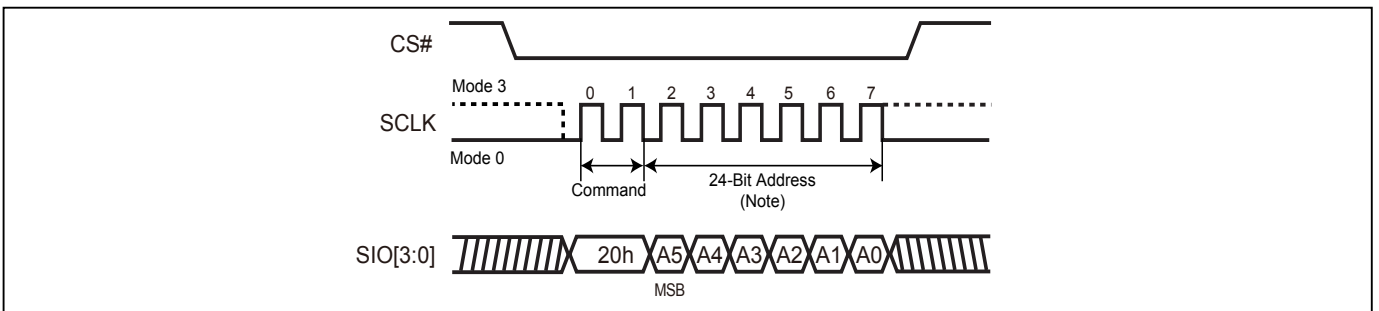 CS#
Mode 3
0 1 2 3 4 5 6 7
SCLK
Mode 0
Command
24-Bit Address
(Note)
SIO[3:0]
20h A5 A4 A3 A2 A1 A0
MSB